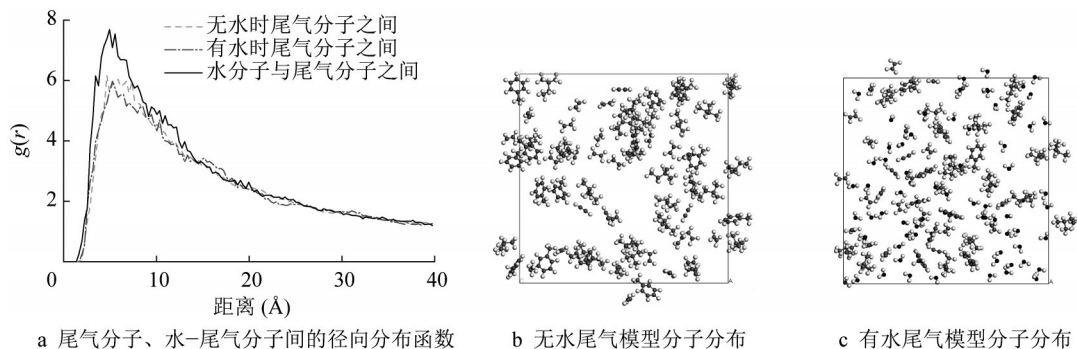 8
6
4
2
0
10
20
30
40
g(r)
距离 (Å)
无水时尾气分子之间
有水时尾气分子之间
水分子与尾气分子之间
a 尾气分子、水−尾气分子间的径向分布函数
b 无水尾气模型分子分布
c 有水尾气模型分子分布